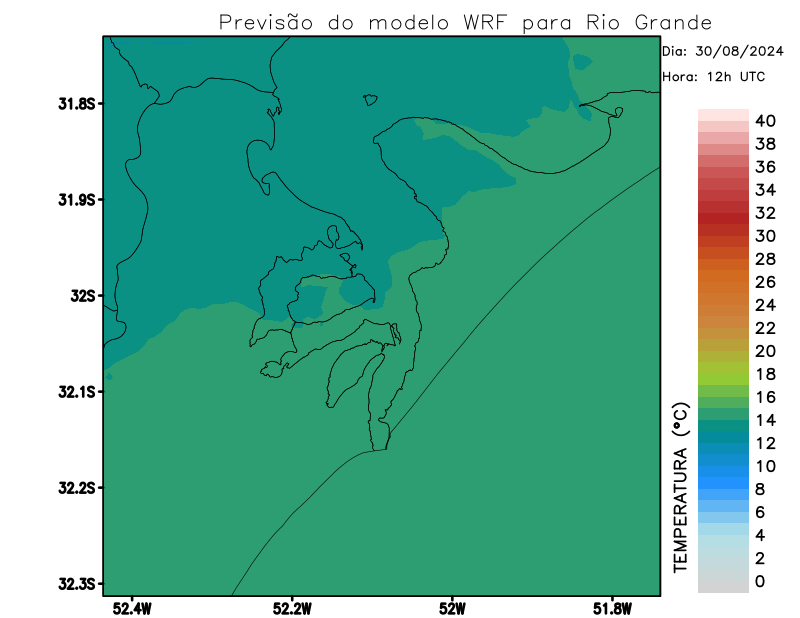 Previsão do modelo WRF para Rio Grande
Dia: 30/08/2024
Hora: 12h UTC
31.8S
31.9S
32S
32.1S
32.2S
32.3S
52.4W
52.2W
52W
51.8W
TEMPERATURA (°C)
40
38
36
34
32
30
28
26
24
22
20
18
16
14
12
10
8
6
4
2
0